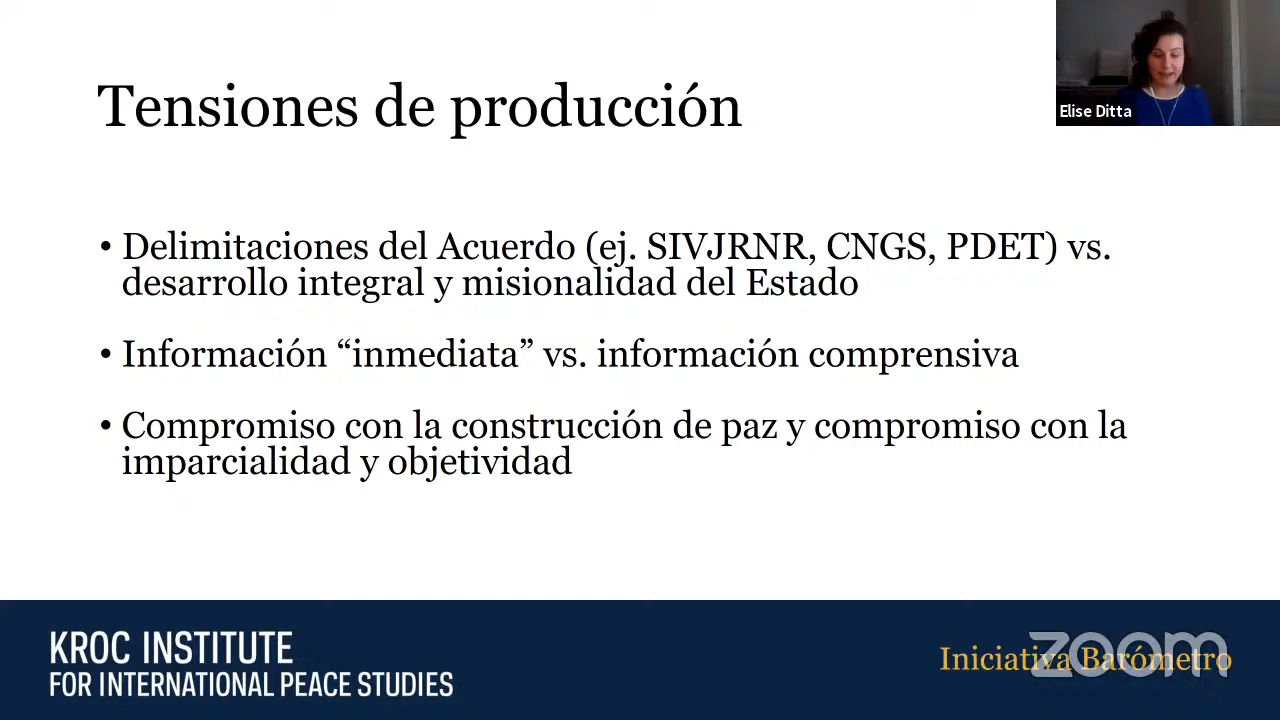 Tensiones de producción
Elise Ditta
• Delimitaciones del Acuerdo (ej. SIVJRNR, CNGS, PDET) vs.
desarrollo integral y misionalidad del Estado
• Información “inmediata” vs. información comprensiva
• Compromiso con la construcción de paz y compromiso con la
imparcialidad y objetividad
KROC INSTITUTE
FOR INTERNATIONAL PEACE STUDIES
Iniciativa Barómetro
zoom